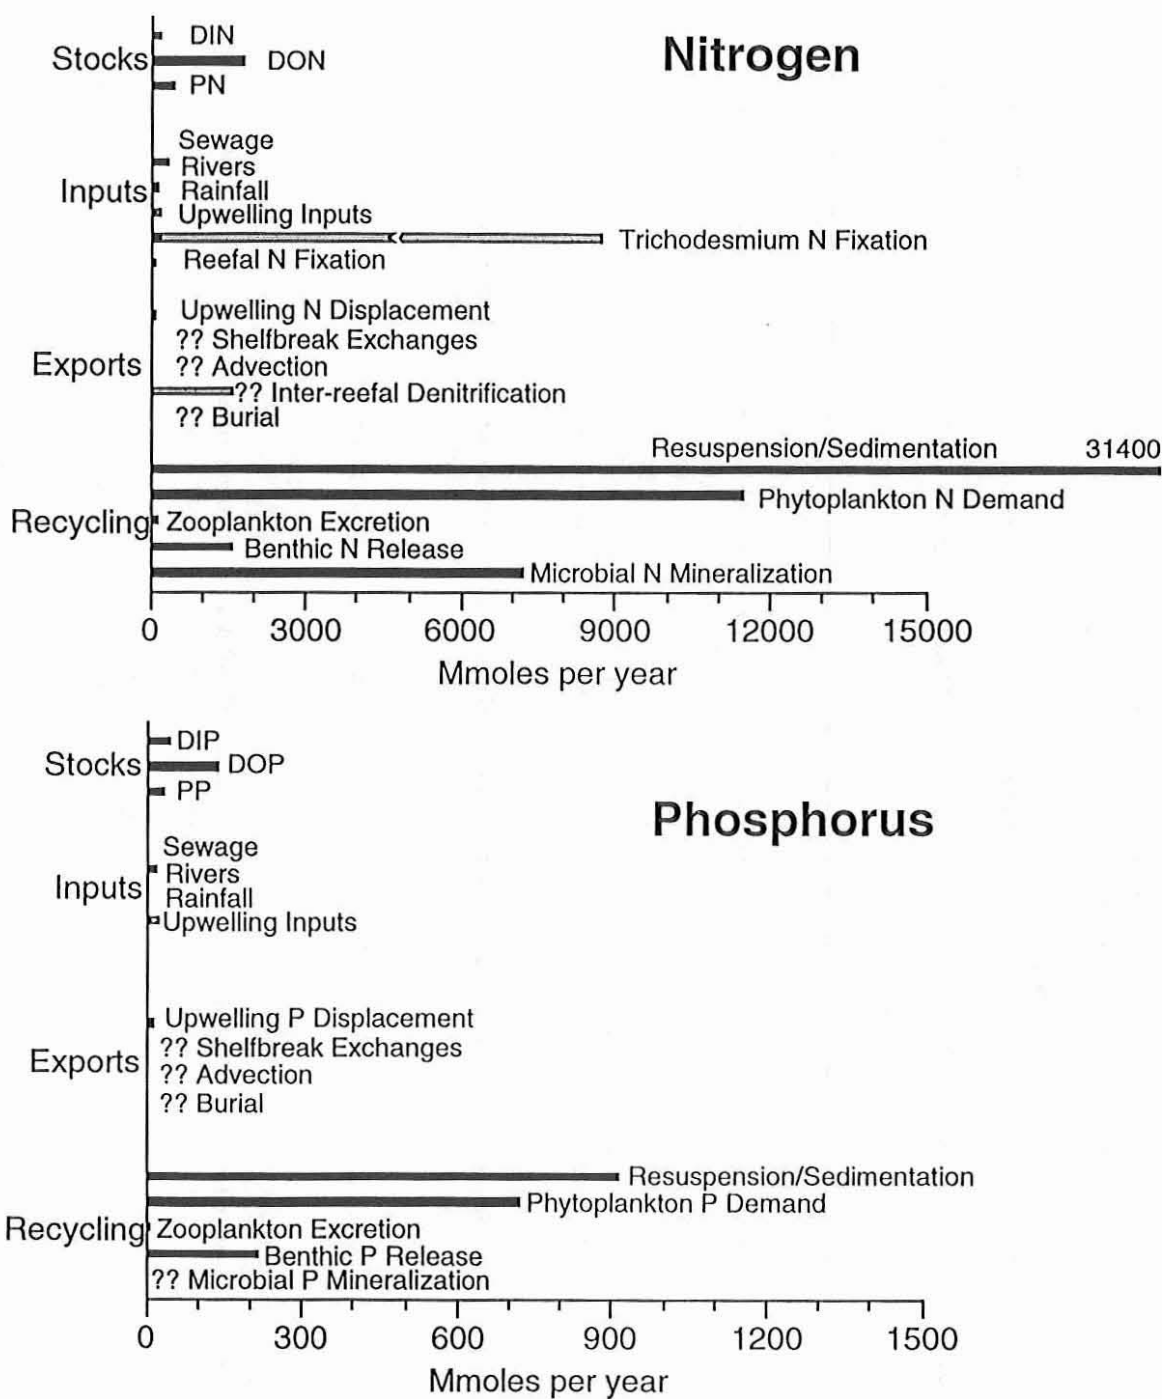 DIN
Nitrogen
Stocks
DON
PN
Sewage
Rivers
Inputs
Rainfall
Upwelling Inputs
Trichodesmium N Fixation
Reefal N Fixation
Upwelling N Displacement
?? Shelfbreak Exchanges
Exports
?? Advection
?? Inter-reefal Denitrification
?? Burial
Resuspension/Sedimentation 31400
Phytoplankton N Demand
Recycling
Zooplankton Excretion
Benthic N Release
Microbial N Mineralization
0 3000 6000 9000 12000 15000
Mmoles per year
DIP
Stocks
DOP
PP
Phosphorus
Sewage
Rivers
Inputs
Rainfall
Upwelling Inputs
Upwelling P Displacement
?? Shelfbreak Exchanges
Exports
?? Advection
?? Burial
Resuspension/Sedimentation
Phytoplankton P Demand
Recycling
Zooplankton Excretion
Benthic P Release
?? Microbial P Mineralization
0 300 600 900 1200 1500
Mmoles per year